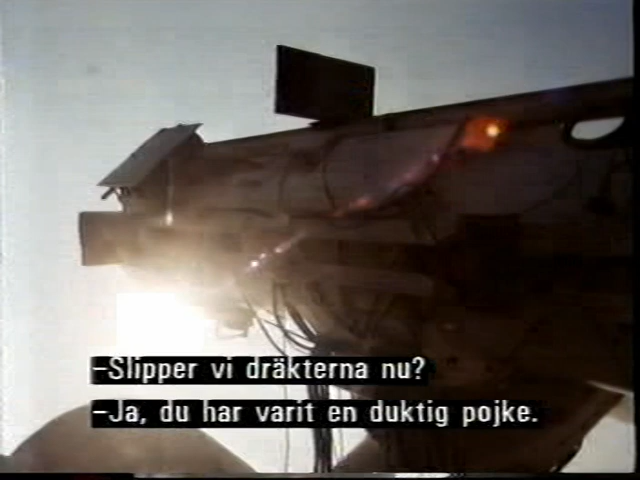 –Slipper vi dräkterna nu?
–Ja, du har varit en duktig pojke.